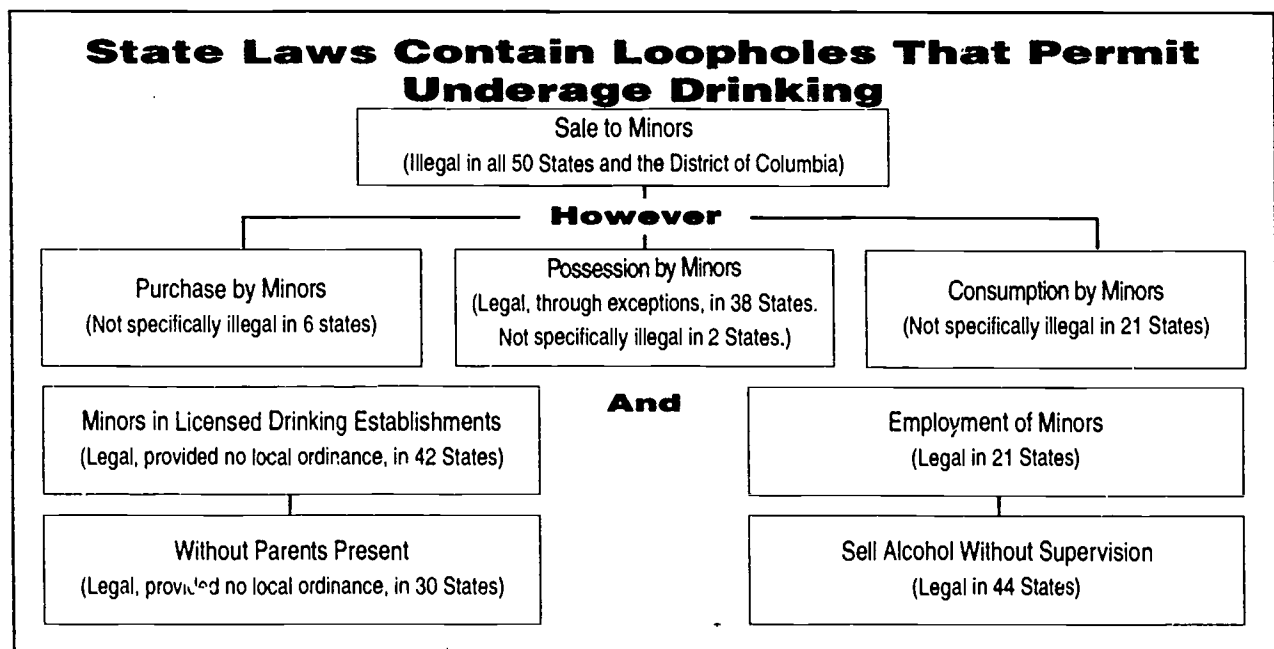 State Laws Contain Loopholes That Permit
Underage Drinking
Sale to Minors
(Illegal in all 50 States and the District of Columbia)
However
Purchase by Minors
(Not specifically illegal in 6 states)
Possession by Minors
(Legal, through exceptions, in 38 States.
Not specifically illegal in 2 States.)
Consumption by Minors
(Not specifically illegal in 21 States)
And
Minors in Licensed Drinking Establishments
(Legal, provided no local ordinance, in 42 States)
Employment of Minors
(Legal in 21 States)
Without Parents Present
(Legal, provided no local ordinance, in 30 States)
Sell Alcohol Without Supervision
(Legal in 44 States)